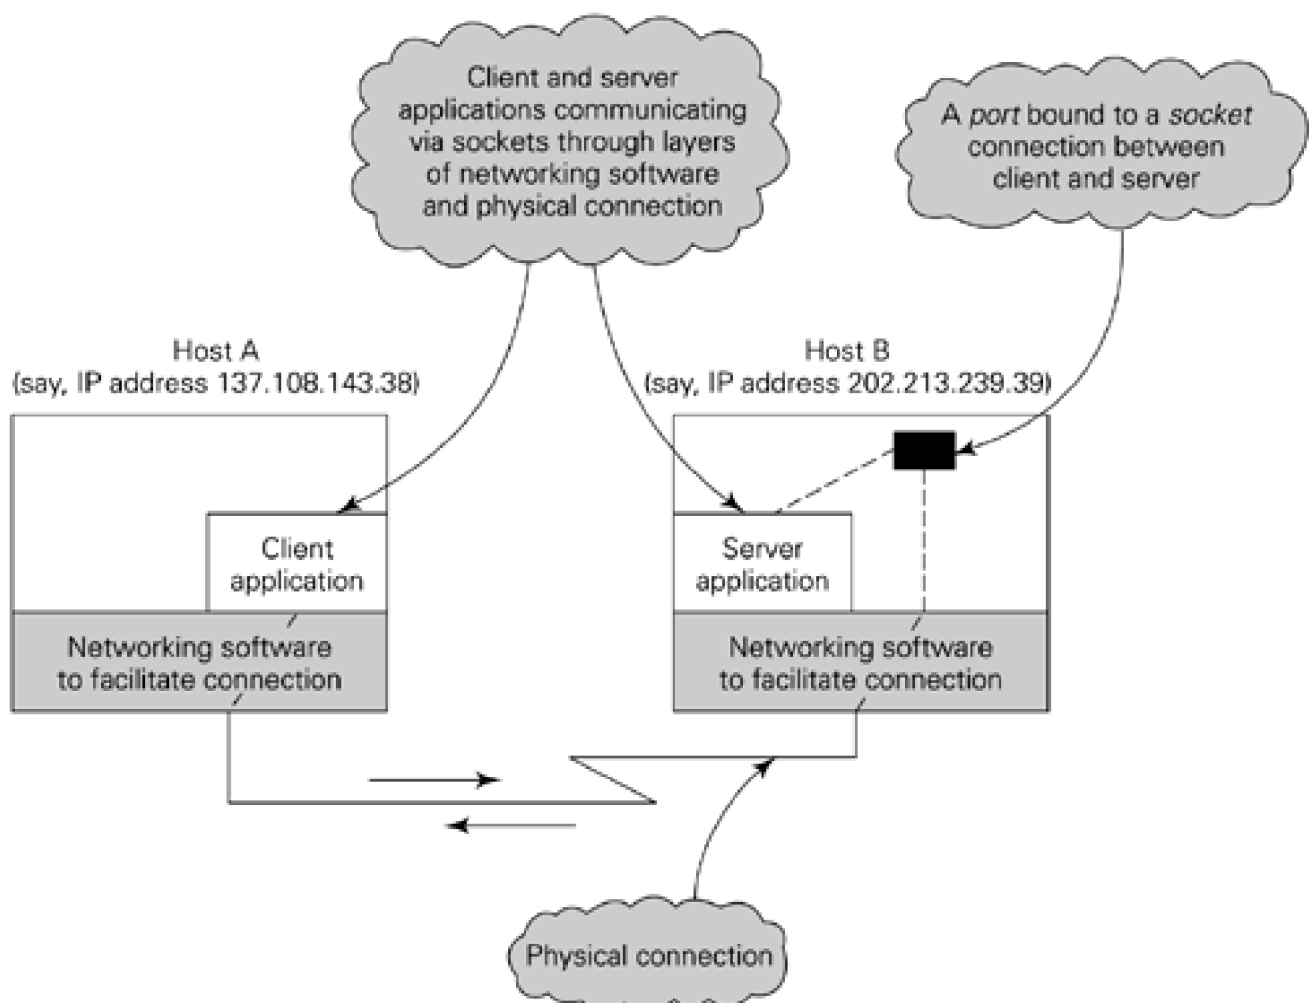 Client and server
applications communicating
via sockets through layers
of networking software
and physical connection
A port bound to a socket
connection between
client and server
Host A
(say, IP address 137.108.143.38)
Host B
(say, IP address 202.213.239.39)
Client
application
Server
application
Networking software
to facilitate connection
Networking software
to facilitate connection
Physical connection